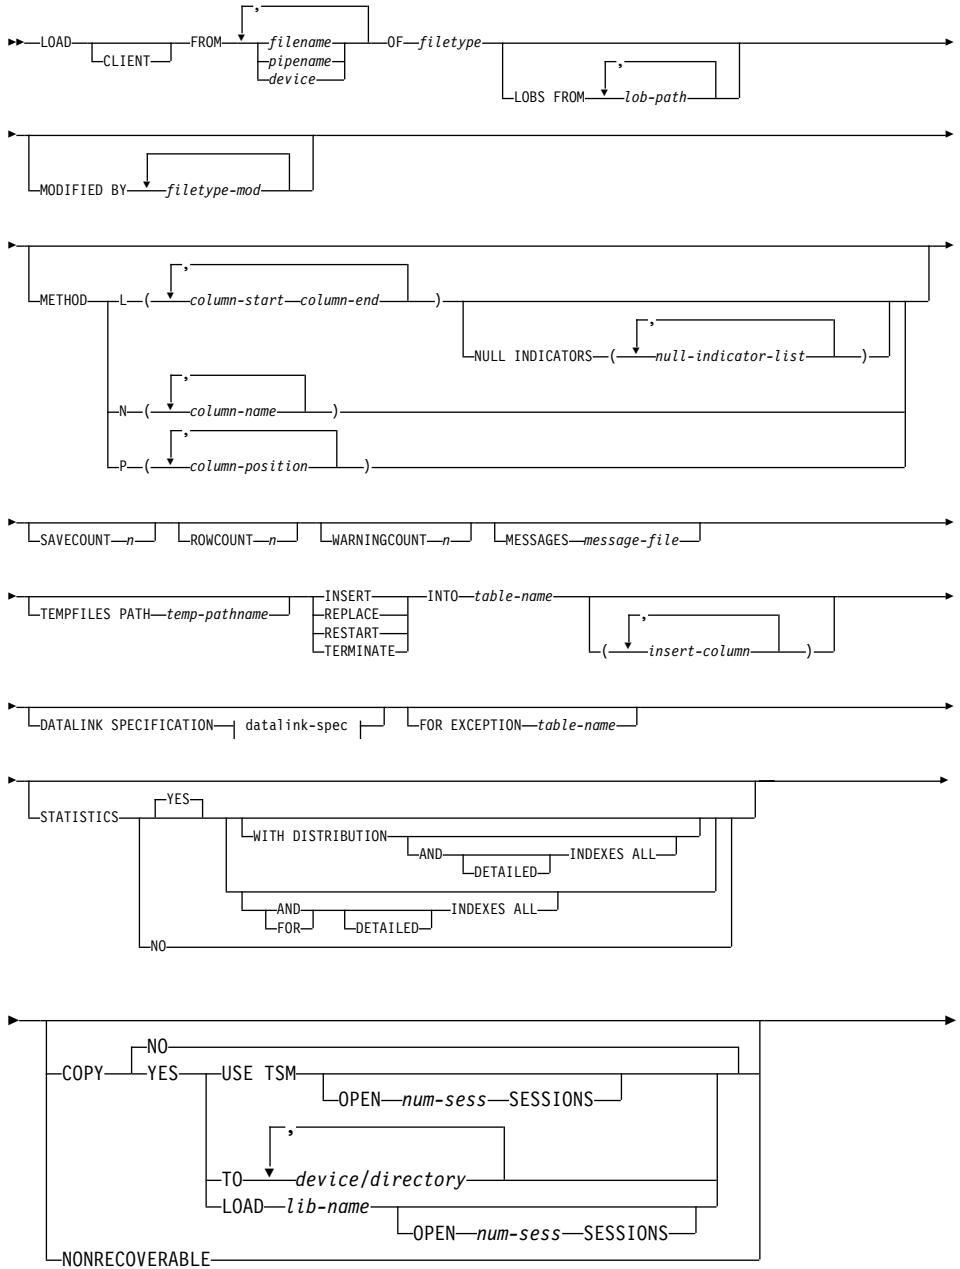 ,
LOAD CLIENT FROM filename OF filetype
pipename
device
,
LOBS FROM lob-path
MODIFIED BY filetype-mod
,
METHOD L ( column-start column-end )
,
NULL INDICATORS ( null-indicator-list )
,
N ( column-name )
,
P ( column-position )
SAVECOUNT n ROWCOUNT n WARNINGCOUNT n MESSAGES message-file
TEMPFILES PATH temp-pathname INSERT INTO table-name
REPLACE
RESTART
TERMINATE
,
( insert-column )
DATALINK SPECIFICATION datalink-spec FOR EXCEPTION table-name
YES
STATISTICS
WITH DISTRIBUTION
AND INDEXES ALL
DETAILED
AND INDEXES ALL
FOR DETAILED
NO
NO
COPY YES USE TSM
OPEN num-sess SESSIONS
,
TO device/directory
LOAD lib-name
OPEN num-sess SESSIONS
NONRECOVERABLE